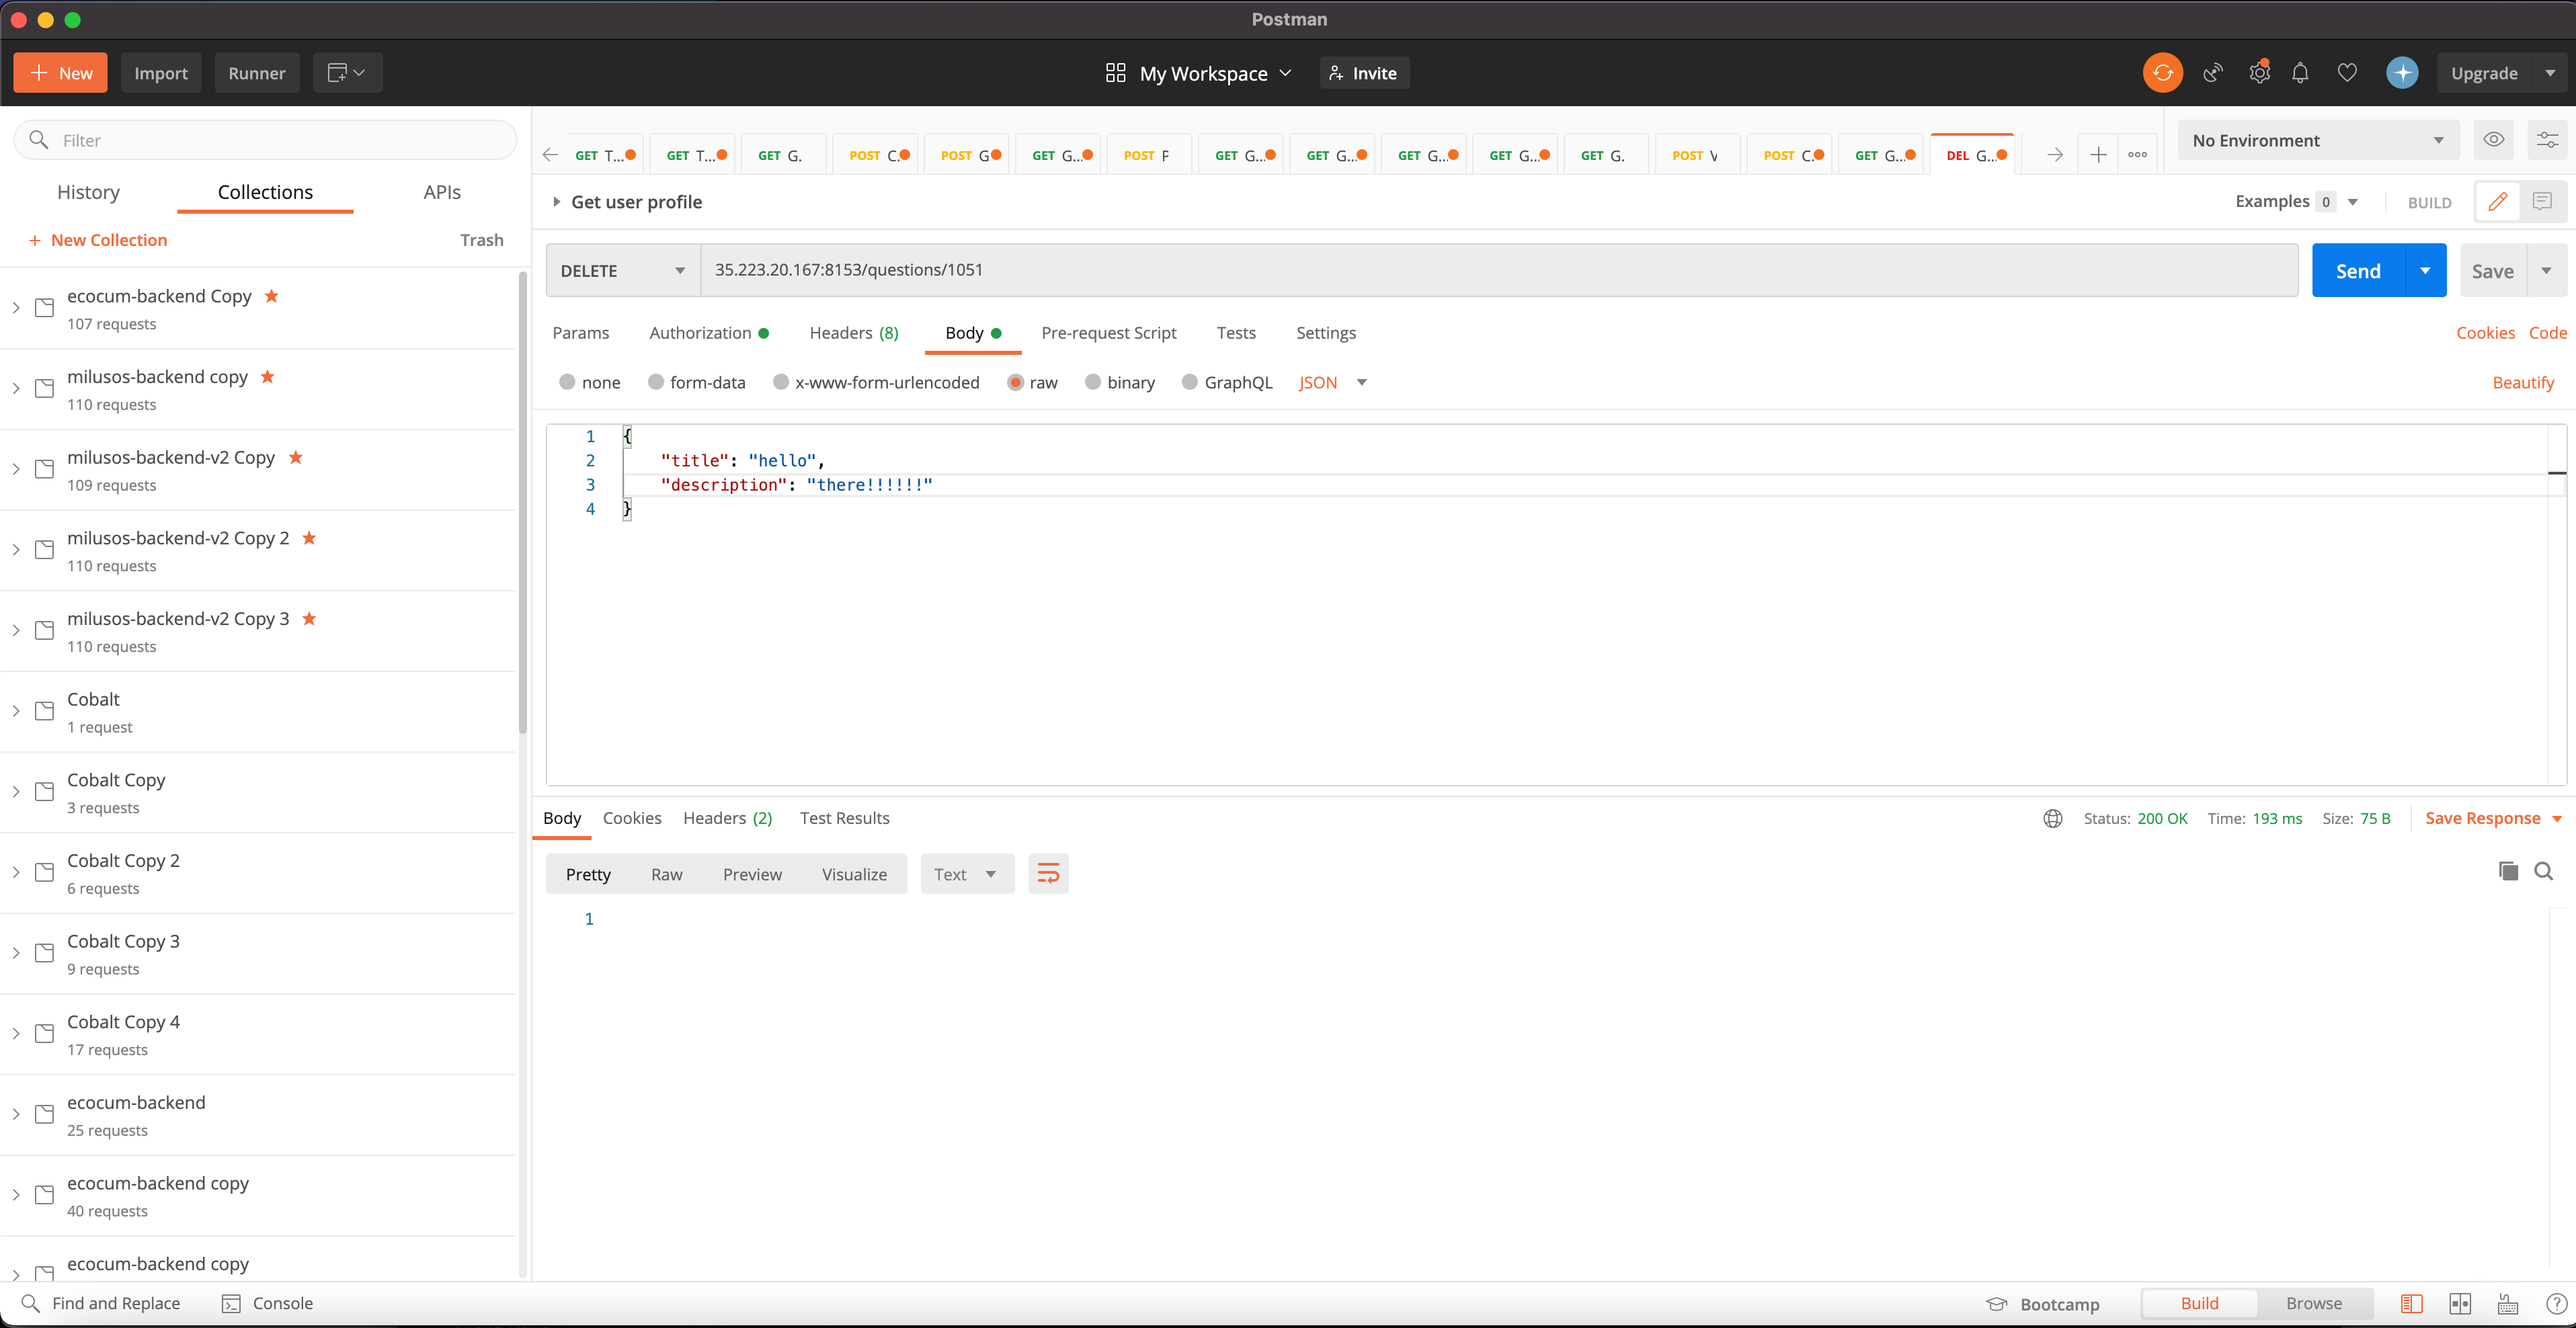 Postman
New Import Runner My Workspace Invite Upgrade
Filter
GET T... GET T... GET G. POST C. POST G GET G... POST P GET G... GET G... GET G... GET G... GET G. POST V POST C. GET G... DEL G... No Environment
History Collections APIs
Get user profile Examples 0 BUILD
+ New Collection Trash
DELETE 35.223.20.167:8153/questions/1051 Send Save
ecocum-backend Copy
107 requests
milusos-backend copy
110 requests
milusos-backend-v2 Copy
109 requests
milusos-backend-v2 Copy 2
110 requests
milusos-backend-v2 Copy 3
110 requests
Cobalt
1 request
Cobalt Copy
3 requests
Cobalt Copy 2
6 requests
Cobalt Copy 3
9 requests
Cobalt Copy 4
17 requests
ecocum-backend
25 requests
ecocum-backend copy
40 requests
ecocum-backend copy
Params Authorization Headers (8) Body Pre-request Script Tests Settings Cookies Code
none form-data x-www-form-urlencoded raw binary GraphQL JSON Beautify
1 {
2 "title": "hello",
3 "description": "there!!!!!!"
4 }
Body Cookies Headers (2) Test Results Status: 200 OK Time: 193 ms Size: 75 B Save Response
Pretty Raw Preview Visualize Text
1
Find and Replace Console Bootcamp Build Browse